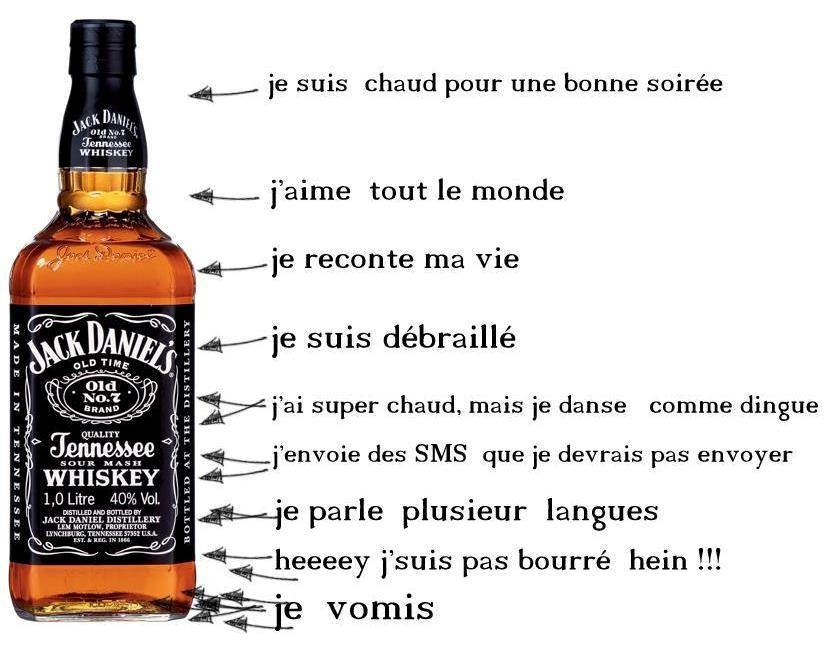 je suis chaud pour une bonne soirée
JACK DANIEL'S
Old No.7
BRAND
Tennessee
WHISKEY
j'aime tout le monde
Jack Daniel
je reconte ma vie
MADE IN TENNESSEE
JACK DANIEL'S
OLD TIME
Old
No.7
BRAND
QUALITY
Tennessee
SOUR MASH
WHISKEY
1,0 Litre 40% Vol.
DISTILLED AND BOTTLED BY
JACK DANIEL DISTILLERY
LEM MOTLOW, PROPRIETOR
LYNCHBURG, TENNESSEE 37352 U.S.A.
EST. & REG. IN 1866
BOTTLED AT THE DISTILLERY
je suis débraillé
j'ai super chaud, mais je danse comme dingue
j'envoie des SMS que je devrais pas envoyer
je parle plusieur langues
heeeey j'suis pas bourré hein !!!
je vomis